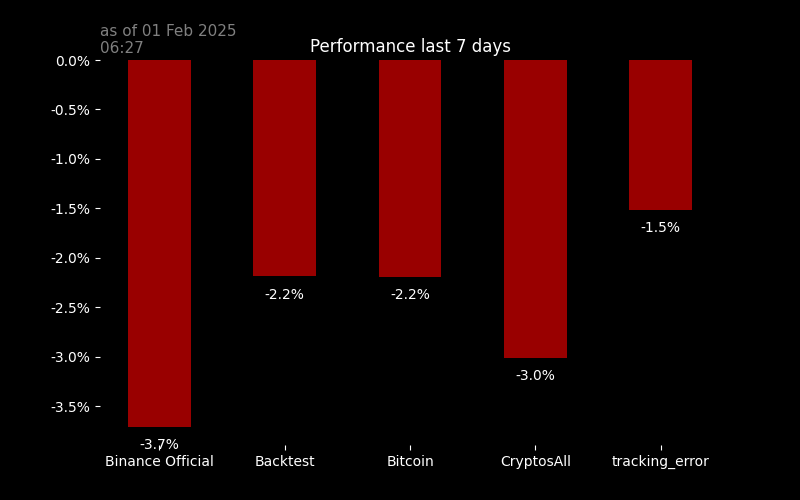 as of 01 Feb 2025
06:27
Performance last 7 days
0.0%
-0.5%
-1.0%
-1.5%
-2.0%
-2.5%
-3.0%
-3.5%
-3.7%
-2.2%
-2.2%
-3.0%
-1.5%
Binance Official
Backtest
Bitcoin
CryptosAll
tracking_error